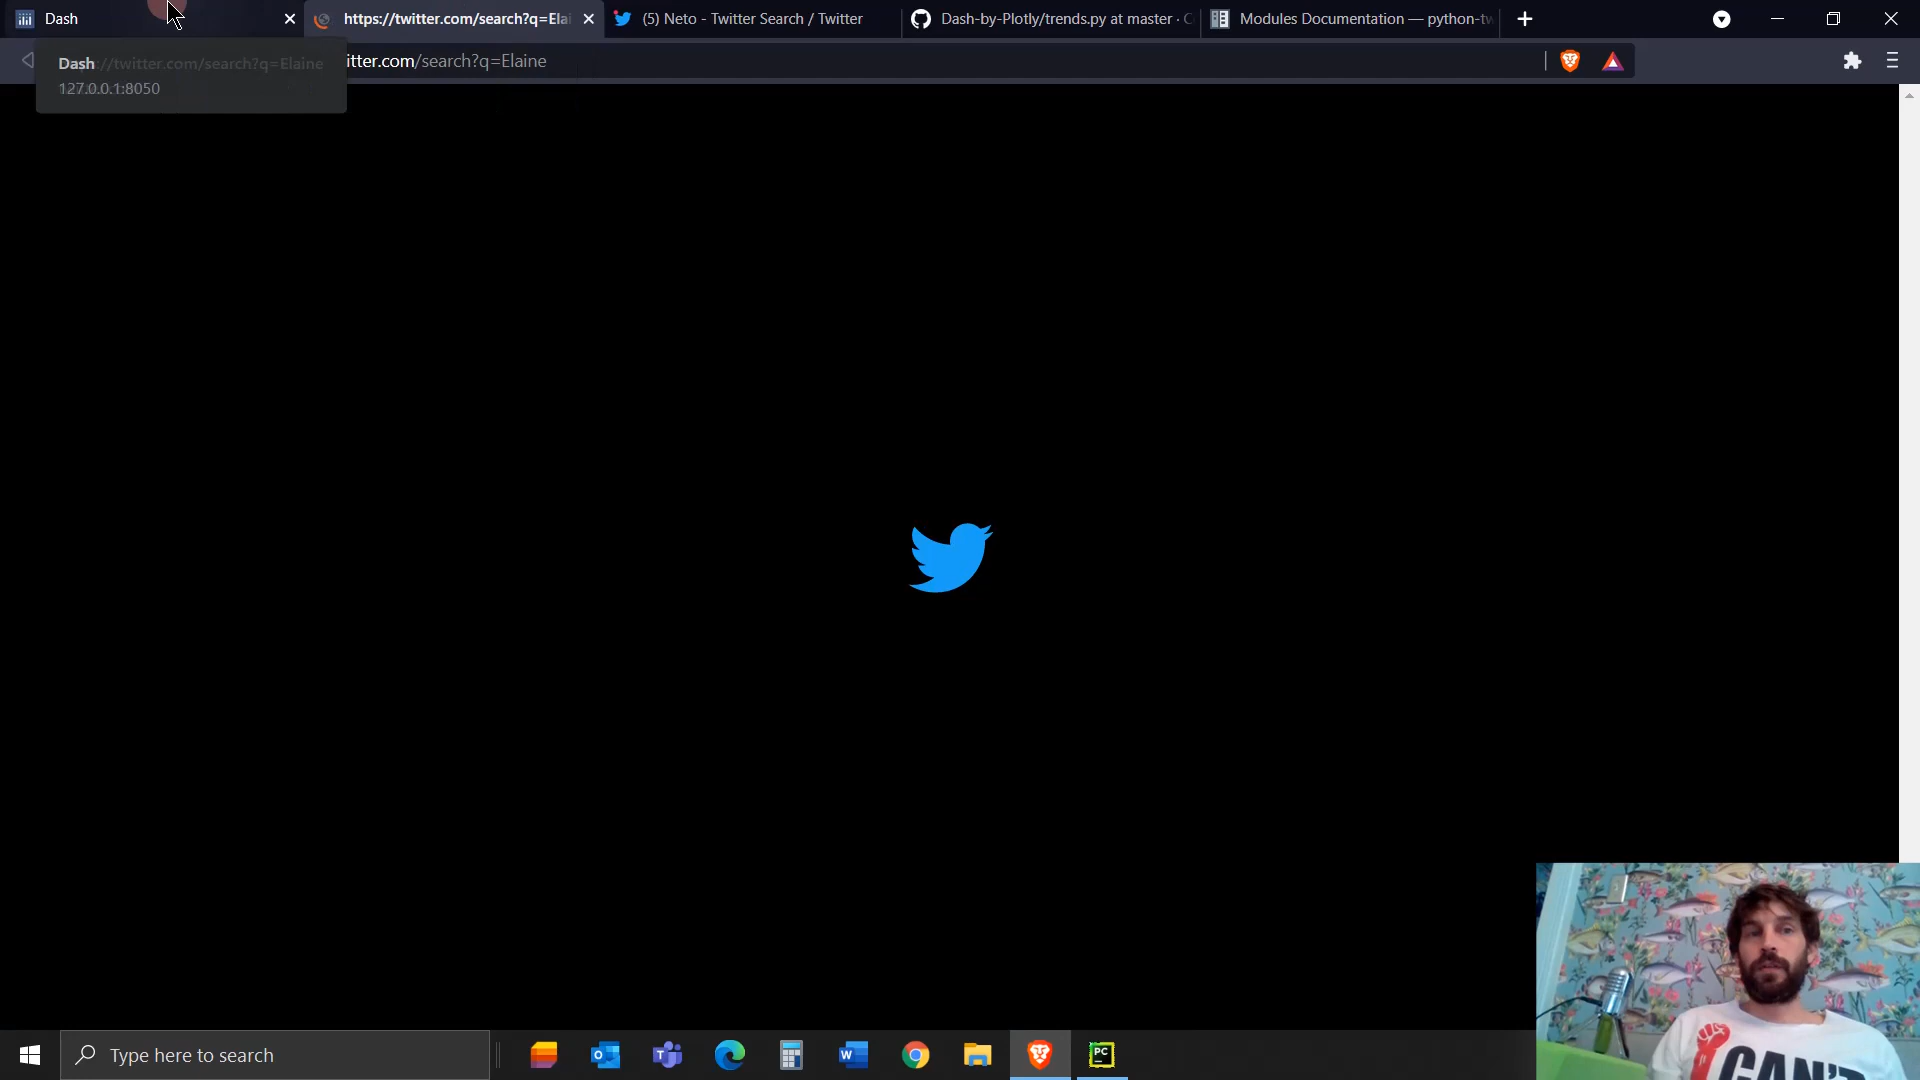 Dash
https://twitter.com/search?q=Elai
(5) Neto - Twitter Search / Twitter
Dash-by-Plotly/trends.py at master · C
Modules Documentation — python-tw
itter.com/search?q=Elaine
Dash
//twitter.com/search?q=Elaine
127.0.0.1:8050
Type here to search
CAN'T